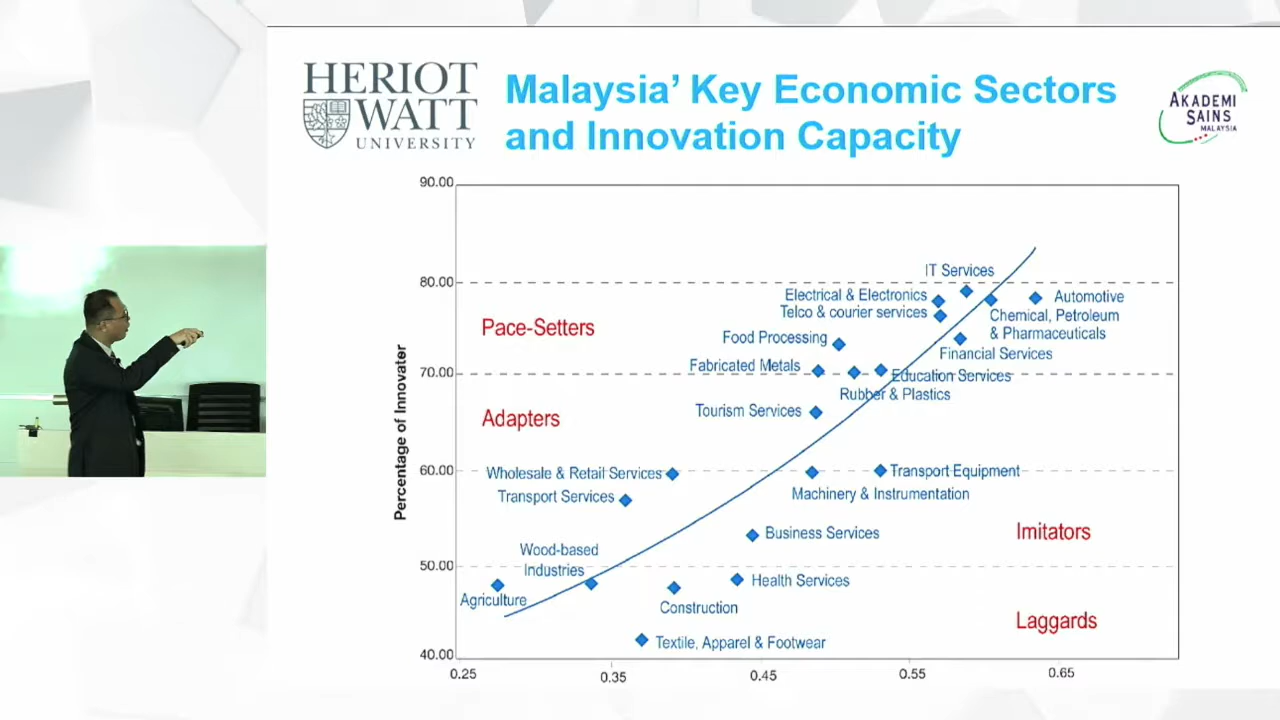 HERIOT
WATT
UNIVERSITY
Malaysia’ Key Economic Sectors
and Innovation Capacity
AKADEMI
SAINS
MALAYSIA
90.00
80.00
70.00
60.00
50.00
40.00
Percentage of Innovater
0.25
0.35
0.45
0.55
0.65
IT Services
Electrical & Electronics
Telco & courier services
Automotive
Chemical, Petroleum
& Pharmaceuticals
Pace-Setters
Food Processing
Financial Services
Fabricated Metals
Education Services
Rubber & Plastics
Adapters
Tourism Services
Wholesale & Retail Services
Transport Equipment
Transport Services
Machinery & Instrumentation
Business Services
Imitators
Wood-based
Industries
Health Services
Agriculture
Construction
Laggards
Textile, Apparel & Footwear